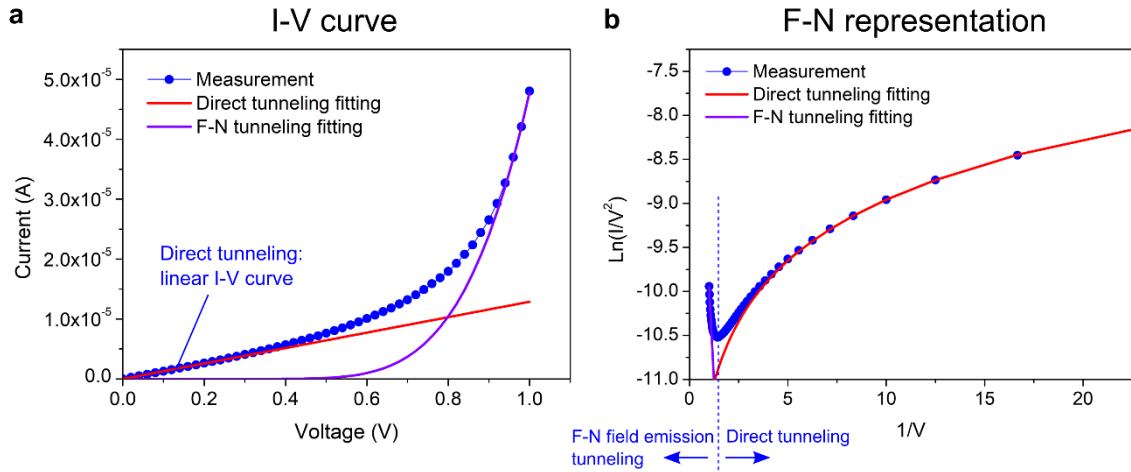 a
I-V curve
Measurement
Direct tunneling fitting
F-N tunneling fitting
Direct tunneling:
linear I-V curve
5.0x10⁻⁵
4.0x10⁻⁵
3.0x10⁻⁵
2.0x10⁻⁵
1.0x10⁻⁵
0.0
Current (A)
0.0 0.2 0.4 0.6 0.8 1.0
Voltage (V)
b
F-N representation
Measurement
Direct tunneling fitting
F-N tunneling fitting
-7.5
-8.0
-8.5
-9.0
-9.5
-10.0
-10.5
-11.0
Ln(I/V²)
0 5 10 15 20
1/V
F-N field emission
tunneling
Direct tunneling